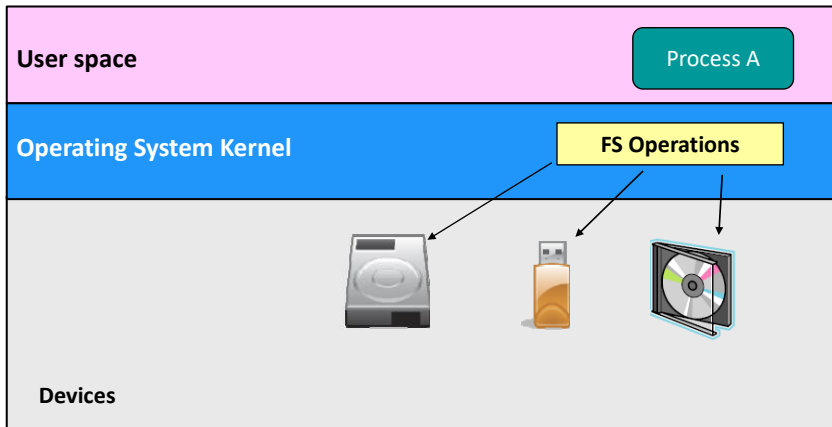 User space
Process A
Operating System Kernel
FS Operations
Devices